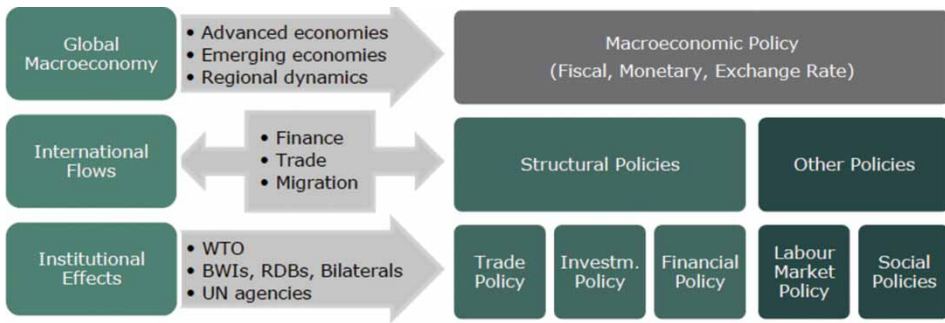 Global
Macroeconomy
• Advanced economies
• Emerging economies
• Regional dynamics
Macroeconomic Policy
(Fiscal, Monetary, Exchange Rate)
International
Flows
• Finance
• Trade
• Migration
Structural Policies
Other Policies
Institutional
Effects
• WTO
• BWIs, RDBs, Bilaterals
• UN agencies
Trade
Policy
Investm.
Policy
Financial
Policy
Labour
Market
Policy
Social
Policies